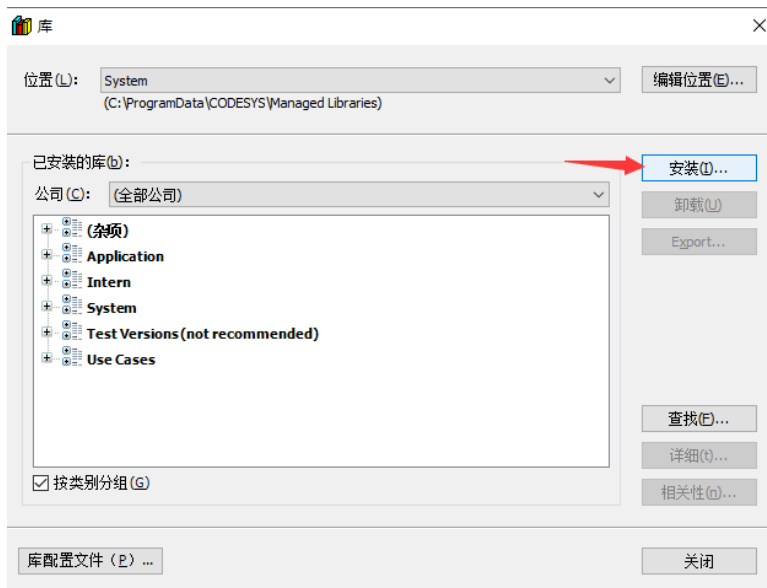 库
位置(L):
System
编辑位置(E)...
(C:\ProgramData\CODESYS\Managed Libraries)
已安装的库(b):
安装(I)...
公司(C):
(全部公司)
卸载(U)
(杂项)
Export...
Application
Intern
System
Test Versions (not recommended)
Use Cases
查找(F)...
详细(t)...
按类别分组(G)
相关性(n)...
库配置文件（P）...
关闭